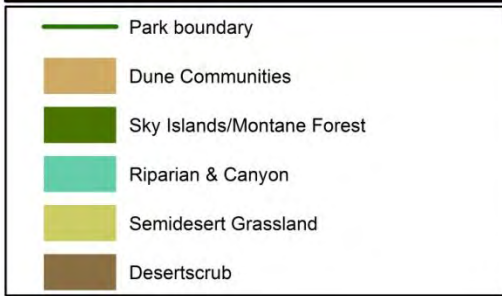 Park boundary
Dune Communities
Sky Islands/Montane Forest
Riparian & Canyon
Semidesert Grassland
Desertscrub